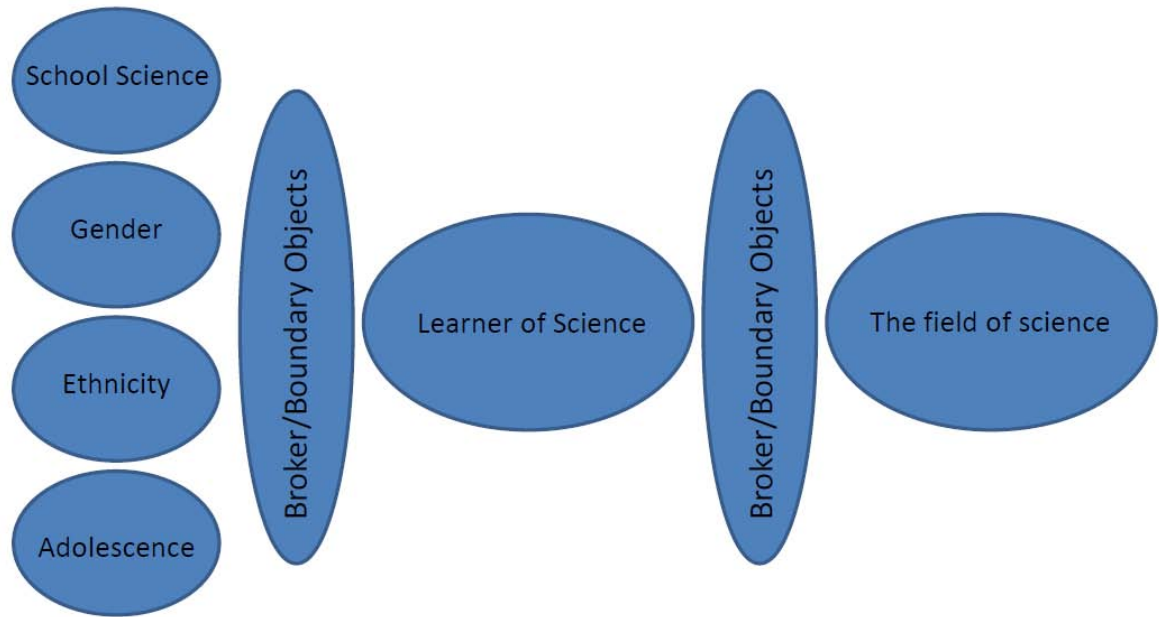 School Science
Gender
Ethnicity
Adolescence
Broker/Boundary Objects
Learner of Science
Broker/Boundary Objects
The field of science